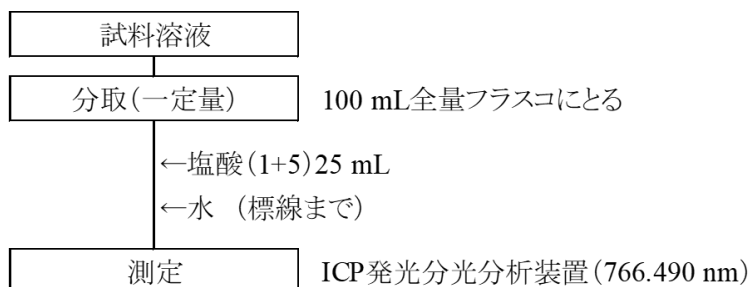 試料溶液
分取(一定量) 100 mL全量フラスコにとる
←塩酸(1+5)25 mL
←水 (標線まで)
測定 ICP発光分光分析装置(766.490 nm)